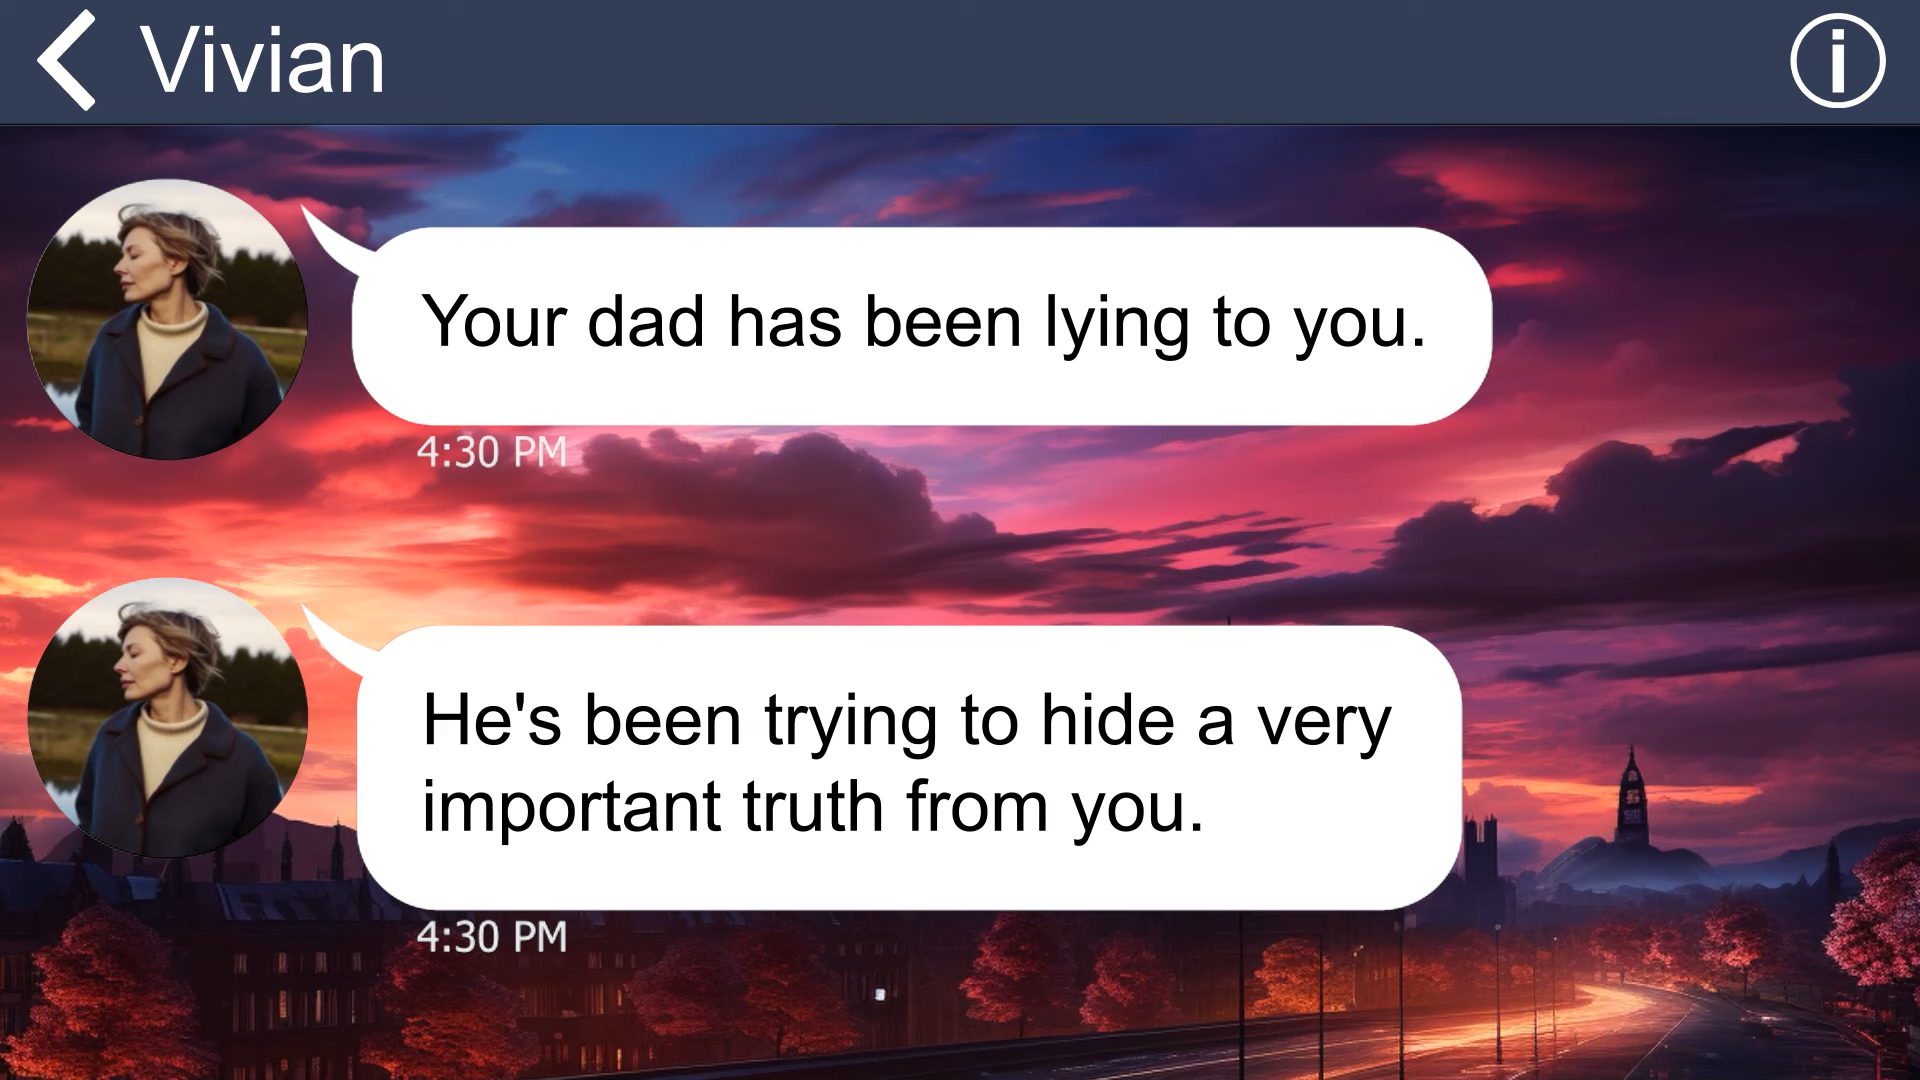 Vivian
Your dad has been lying to you.
4:30 PM
He's been trying to hide a very
important truth from you.
4:30 PM